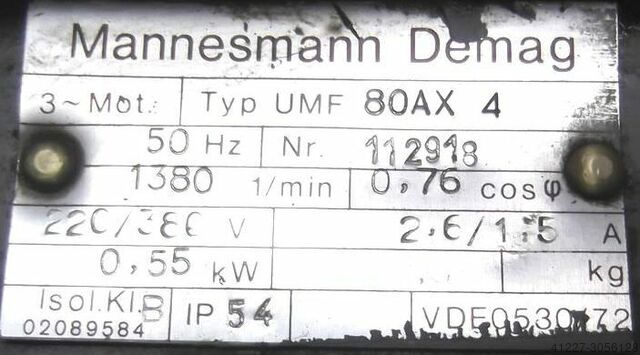 Mannesmann Demag
3~Mot. Typ UMF 80AX 4
50 Hz Nr. 112918
1380 1/min 0,76 cosφ
220/380 V 2,6/1,5 A
0,55 kW kg
Isol.Kl.B IP 54 VDE0530/72
02089584
41227-3056124